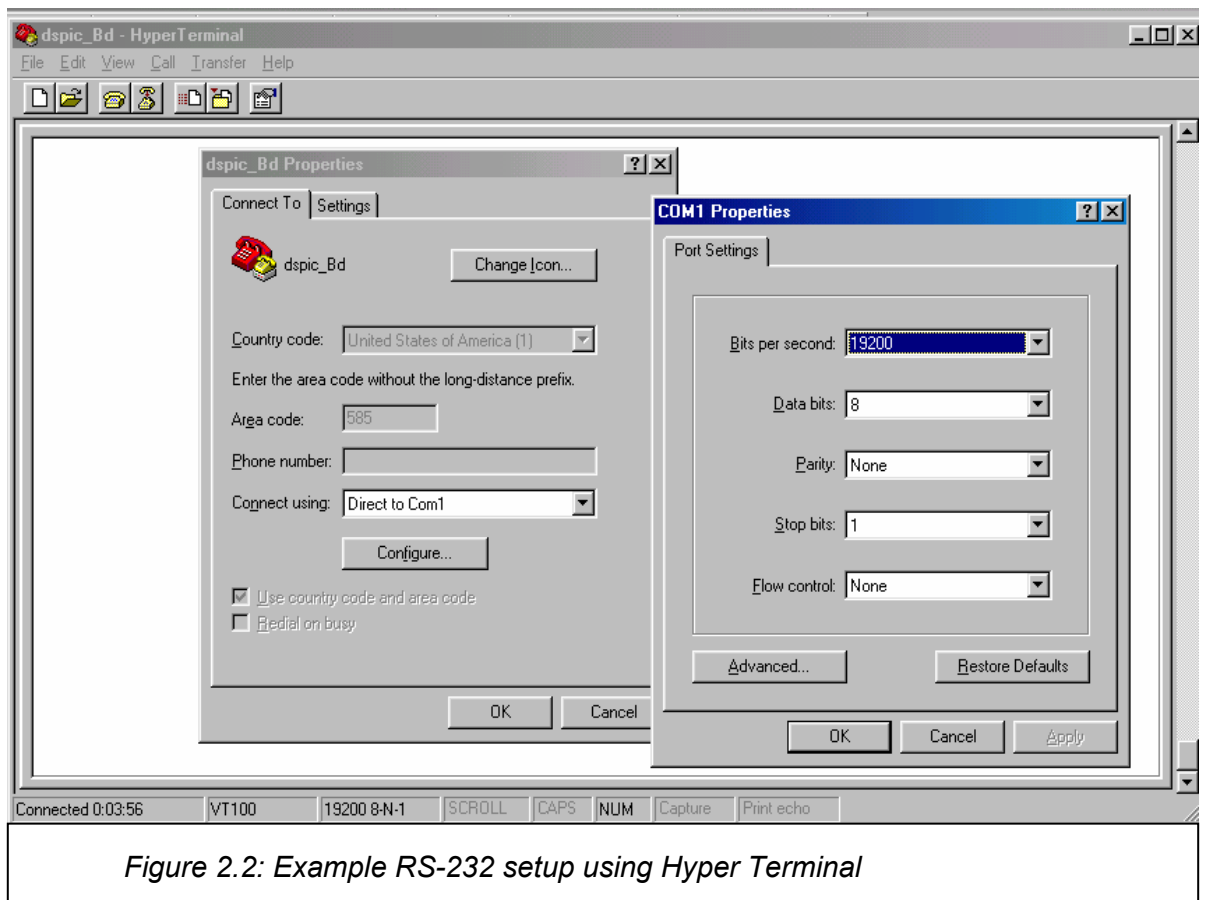 dspic_Bd - HyperTerminal
File Edit View Call Transfer Help
dspic_Bd Properties
Connect To Settings
dspic_Bd
Change Icon...
Country code: United States of America (1)
Enter the area code without the long-distance prefix.
Area code: 585
Phone number:
Connect using: Direct to Com1
Configure...
Use country code and area code
Redial on busy
OK Cancel
COM1 Properties
Port Settings
Bits per second: 19200
Data bits: 8
Parity: None
Stop bits: 1
Flow control: None
Advanced... Restore Defaults
OK Cancel Apply
Connected 0:03:56 VT100 19200 8-N-1 SCROLL CAPS NUM Capture Print echo
Figure 2.2: Example RS-232 setup using Hyper Terminal